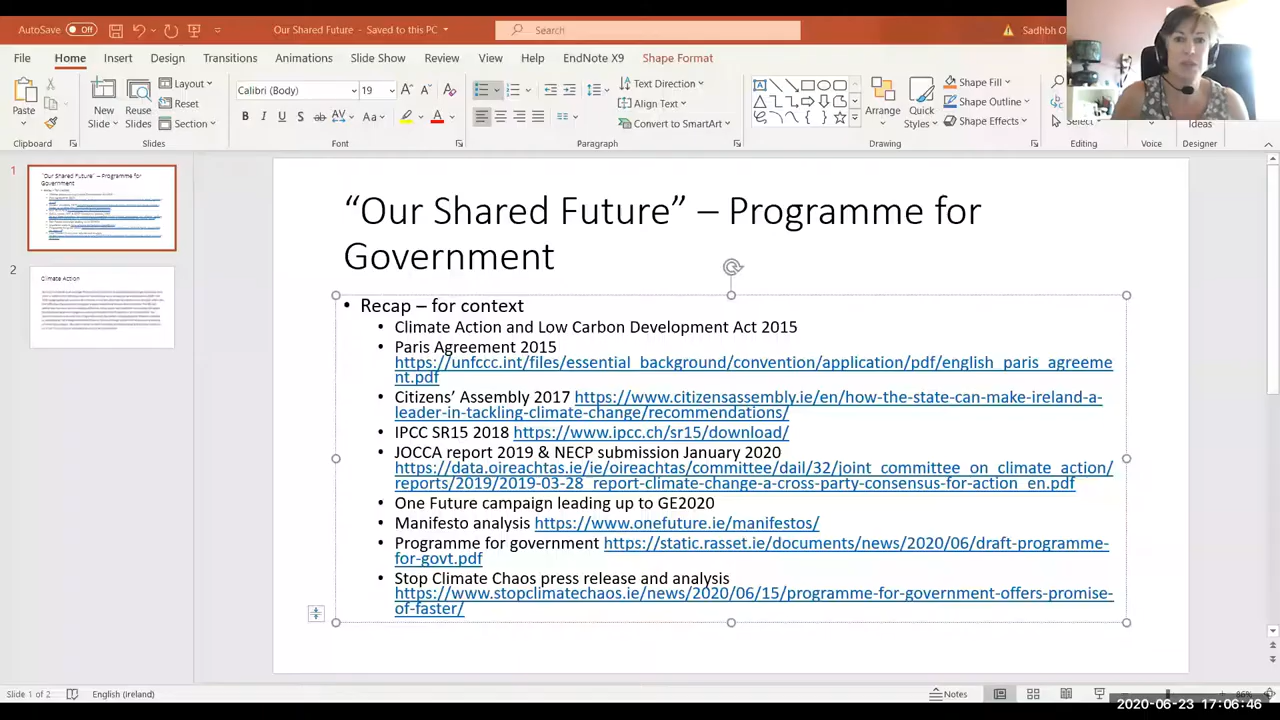 AutoSave Off
Our Shared Future - Saved to this PC
Search
Sadhbh O
File Home Insert Design Transitions Animations Slide Show Review View Help EndNote X9 Shape Format
Paste
Clipboard
New Slide
Reuse Slides
Layout
Reset
Section
Slides
Calibri (Body) 19
Font
Text Direction
Align Text
Convert to SmartArt
Paragraph
Arrange
Quick Styles
Shape Fill
Shape Outline
Shape Effects
Drawing
Select
Editing
Voice
Ideas
Designer
1
2
Climate Action
“Our Shared Future” – Programme for
Government
• Recap – for context
• Climate Action and Low Carbon Development Act 2015
• Paris Agreement 2015
https://unfccc.int/files/essential_background/convention/application/pdf/english_paris_agreeme
nt.pdf
• Citizens’ Assembly 2017 https://www.citizensassembly.ie/en/how-the-state-can-make-ireland-a-
leader-in-tackling-climate-change/recommendations/
• IPCC SR15 2018 https://www.ipcc.ch/sr15/download/
• JOCCA report 2019 & NECP submission January 2020
https://data.oireachtas.ie/ie/oireachtas/committee/dail/32/joint_committee_on_climate_action/
reports/2019/2019-03-28_report-climate-change-a-cross-party-consensus-for-action_en.pdf
• One Future campaign leading up to GE2020
• Manifesto analysis https://www.onefuture.ie/manifestos/
• Programme for government https://static.rasset.ie/documents/news/2020/06/draft-programme-
for-govt.pdf
• Stop Climate Chaos press release and analysis
https://www.stopclimatechaos.ie/news/2020/06/15/programme-for-government-offers-promise-
of-faster/
Slide 1 of 2
English (Ireland)
Notes
86%
2020-06-23 17:06:46